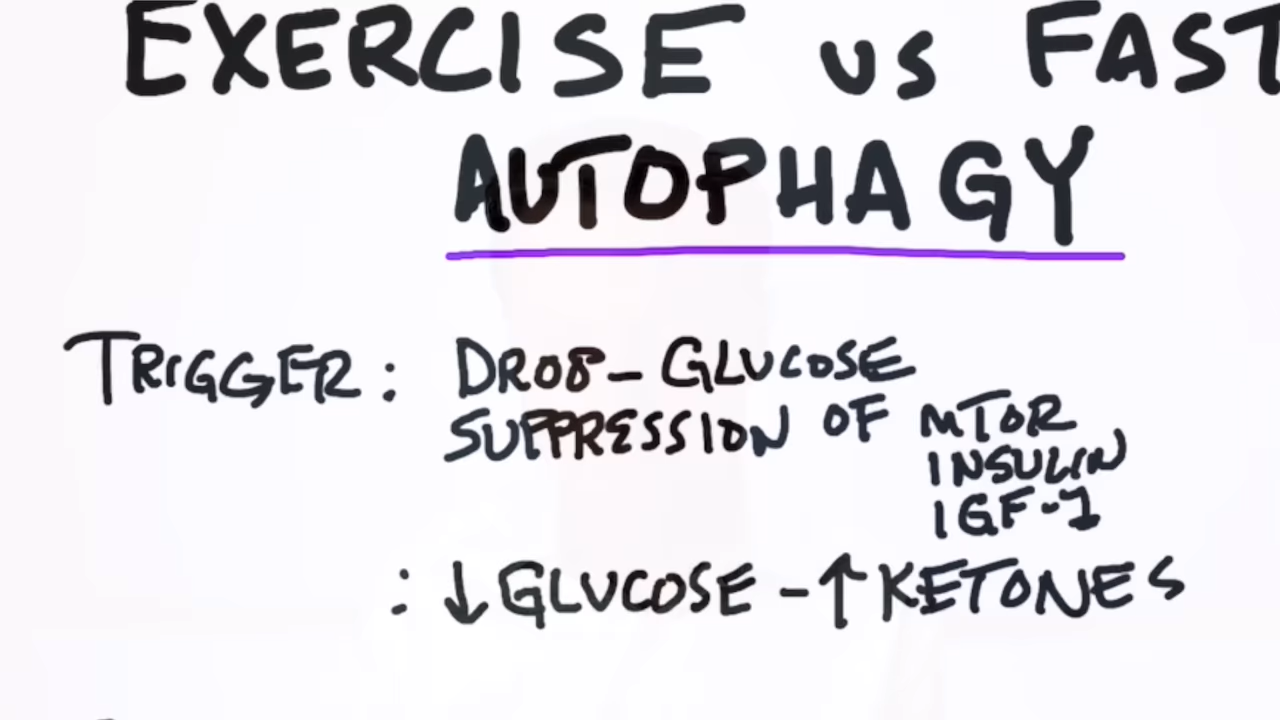 EXERCISE vs FAST
AUTOPHAGY
TRIGGER: DROP - GLUCOSE
SUPPRESSION OF MTOR
INSULIN
IGF-1
: ↓ GLUCOSE - ↑ KETONES